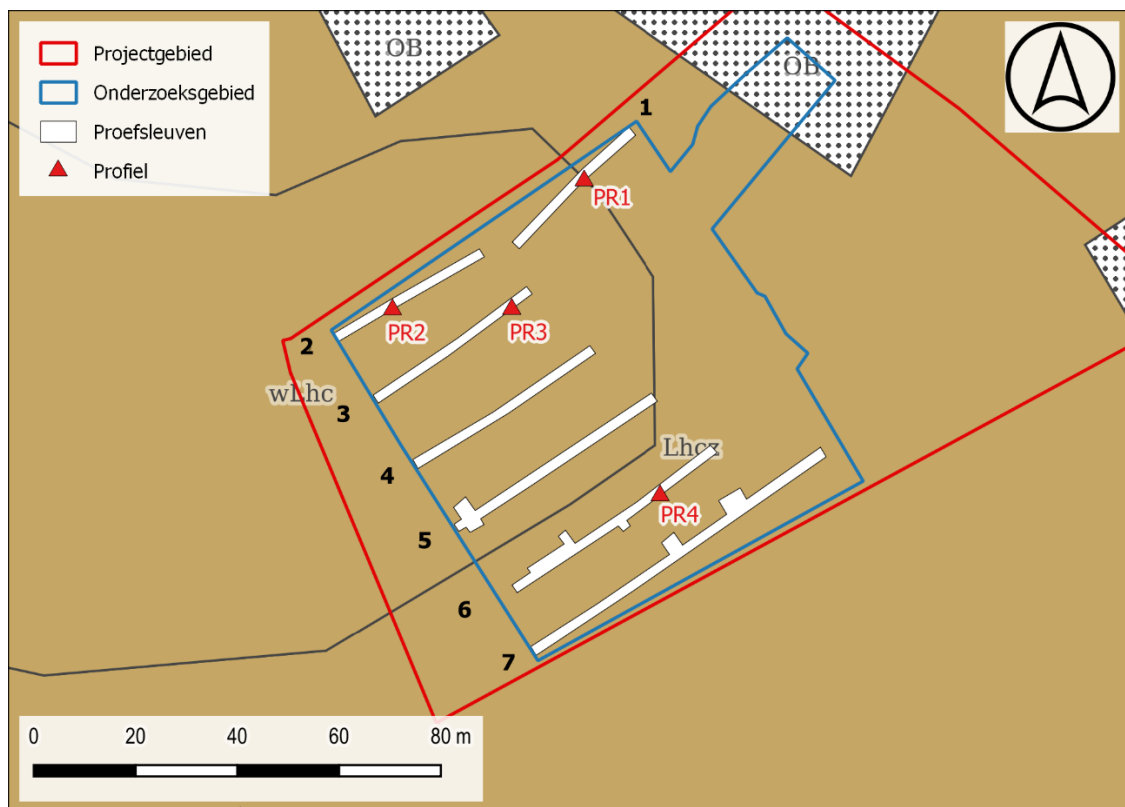 Projectgebied
Onderzoeksgebied
Proefsleuven
Profiel
OB
OB
1
PR1
PR2
PR3
2
wLhc
3
4
Lhcz
PR4
5
6
7
0 20 40 60 80 m